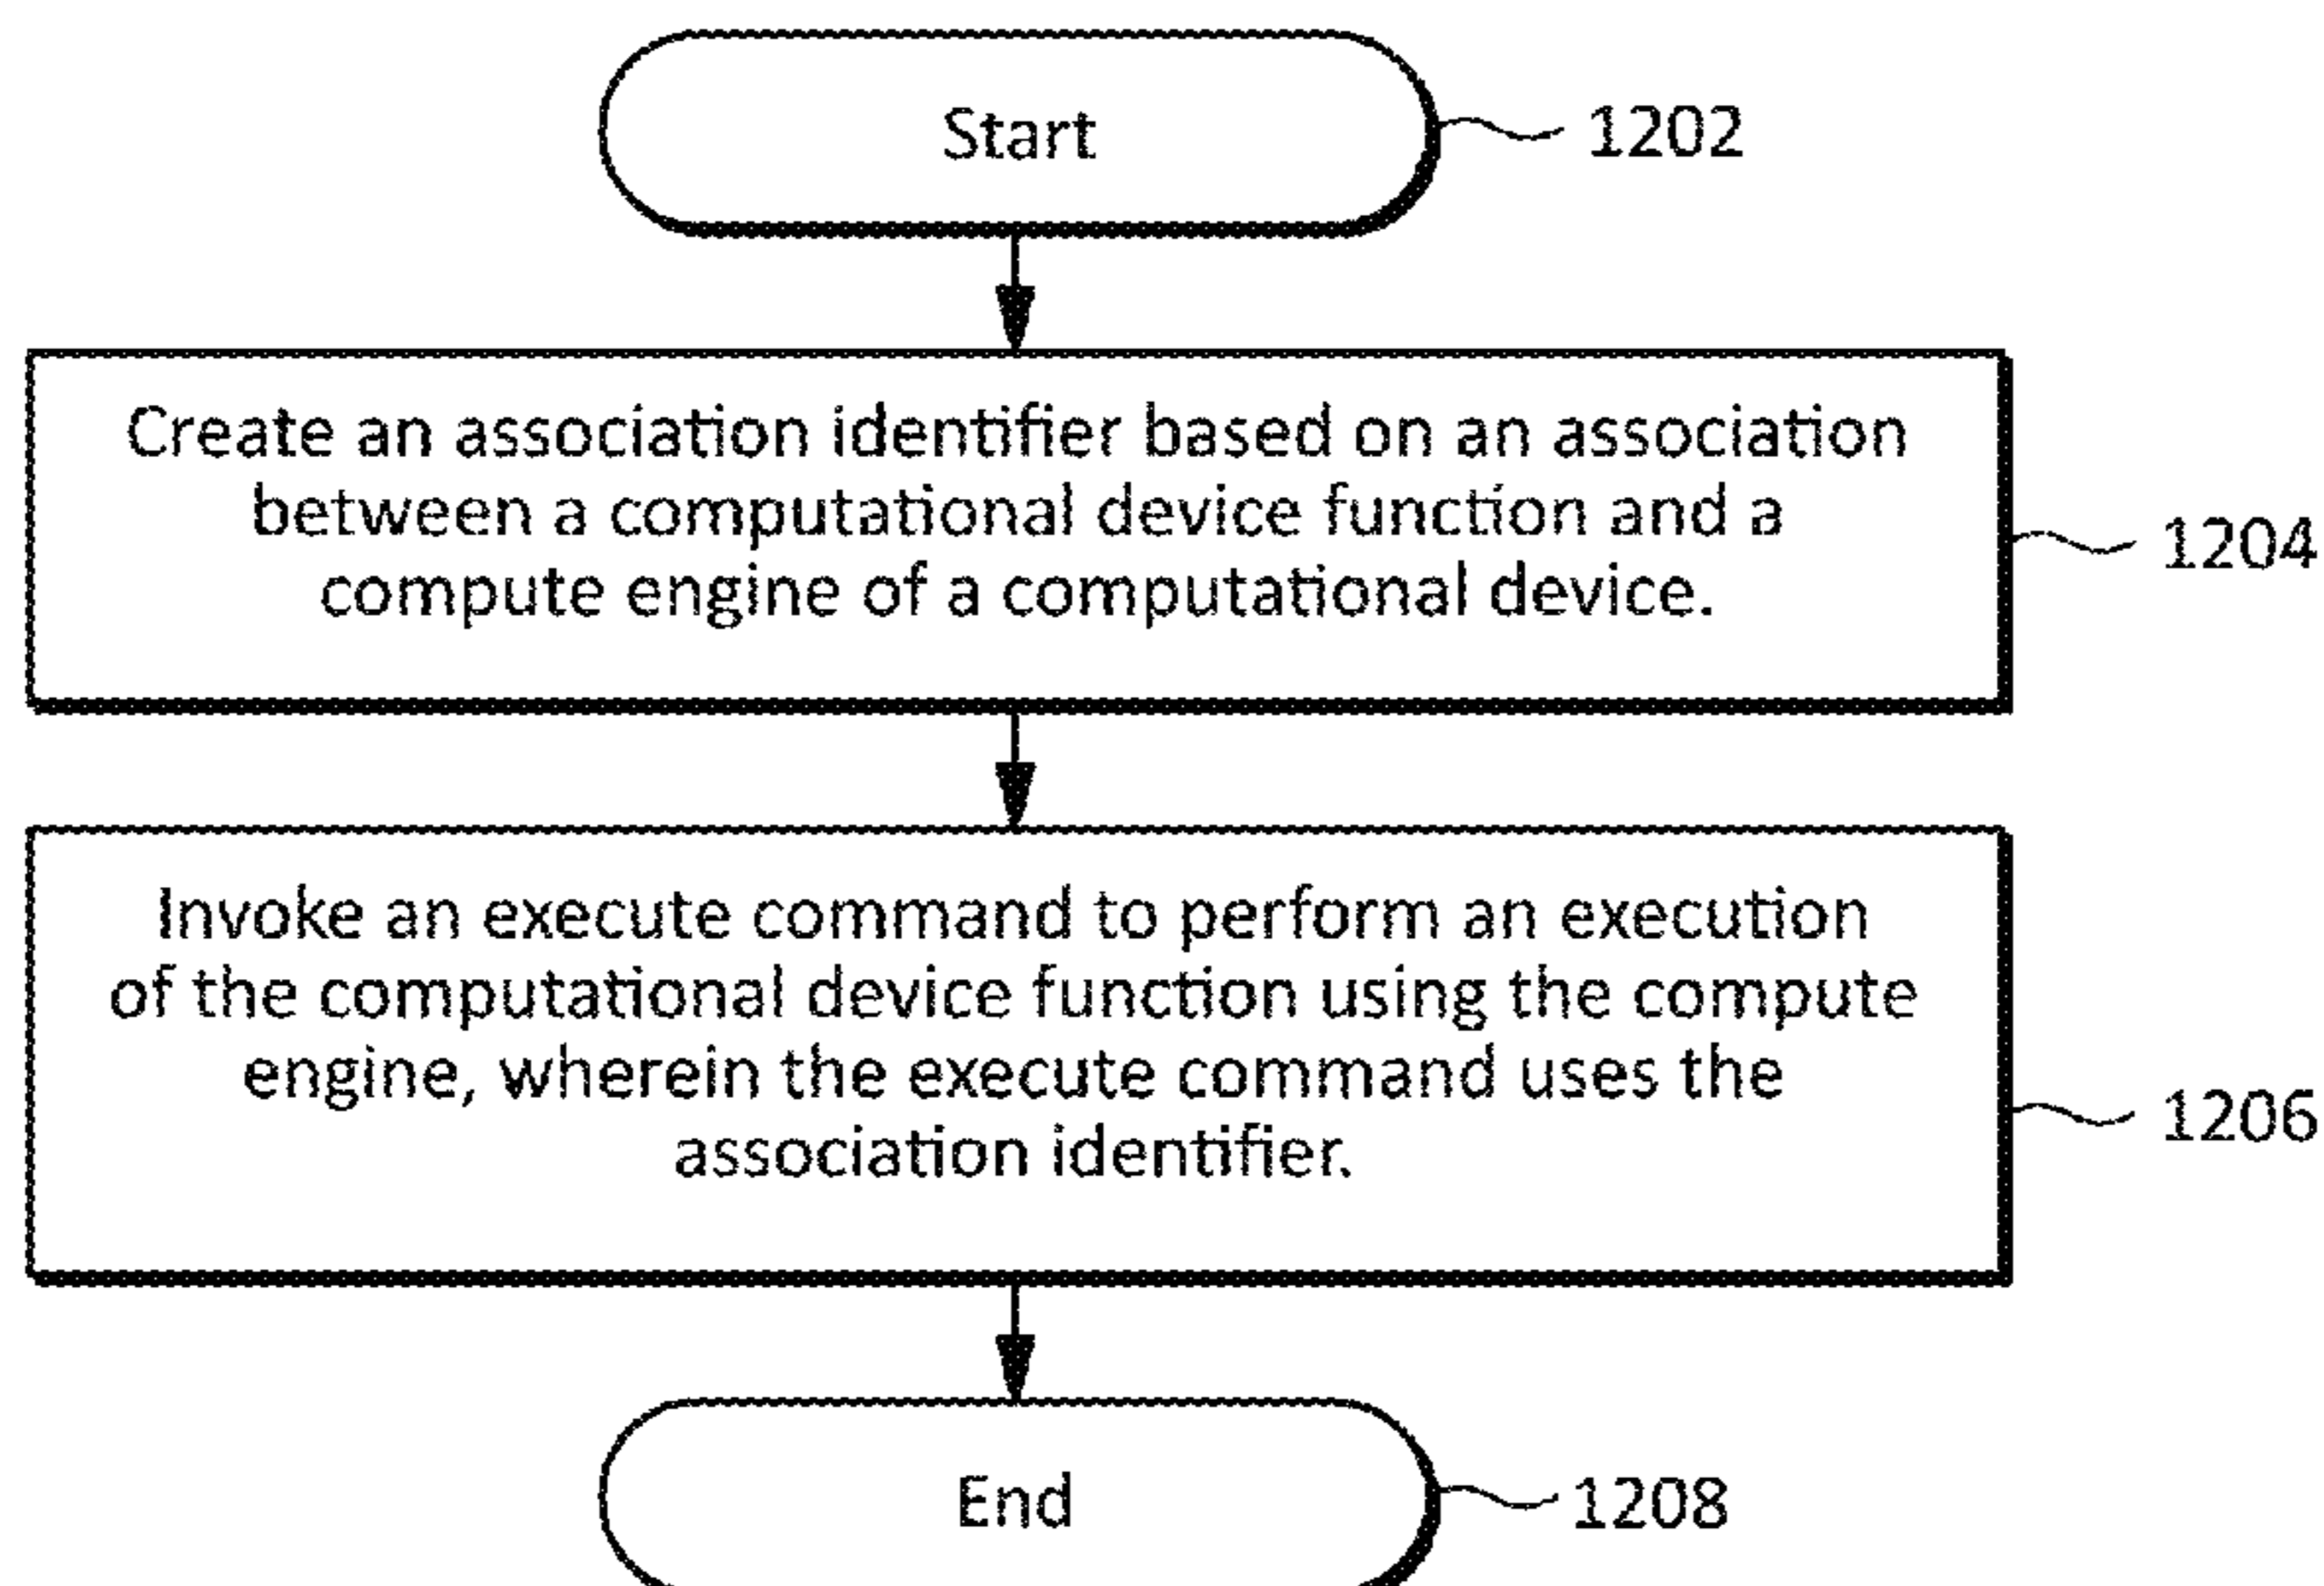 Start
1202
Create an association identifier based on an association
between a computational device function and a
compute engine of a computational device.
1204
Invoke an execute command to perform an execution
of the computational device function using the compute
engine, wherein the execute command uses the
association identifier.
1206
End
1208